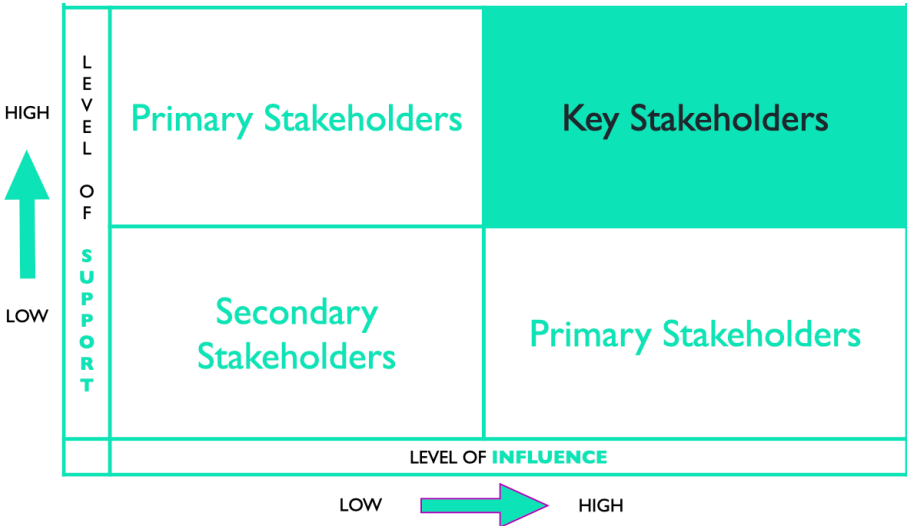 HIGH
LOW
LEVEL OF SUPPORT
Primary Stakeholders
Key Stakeholders
Secondary
Stakeholders
Primary Stakeholders
LEVEL OF INFLUENCE
LOW
HIGH